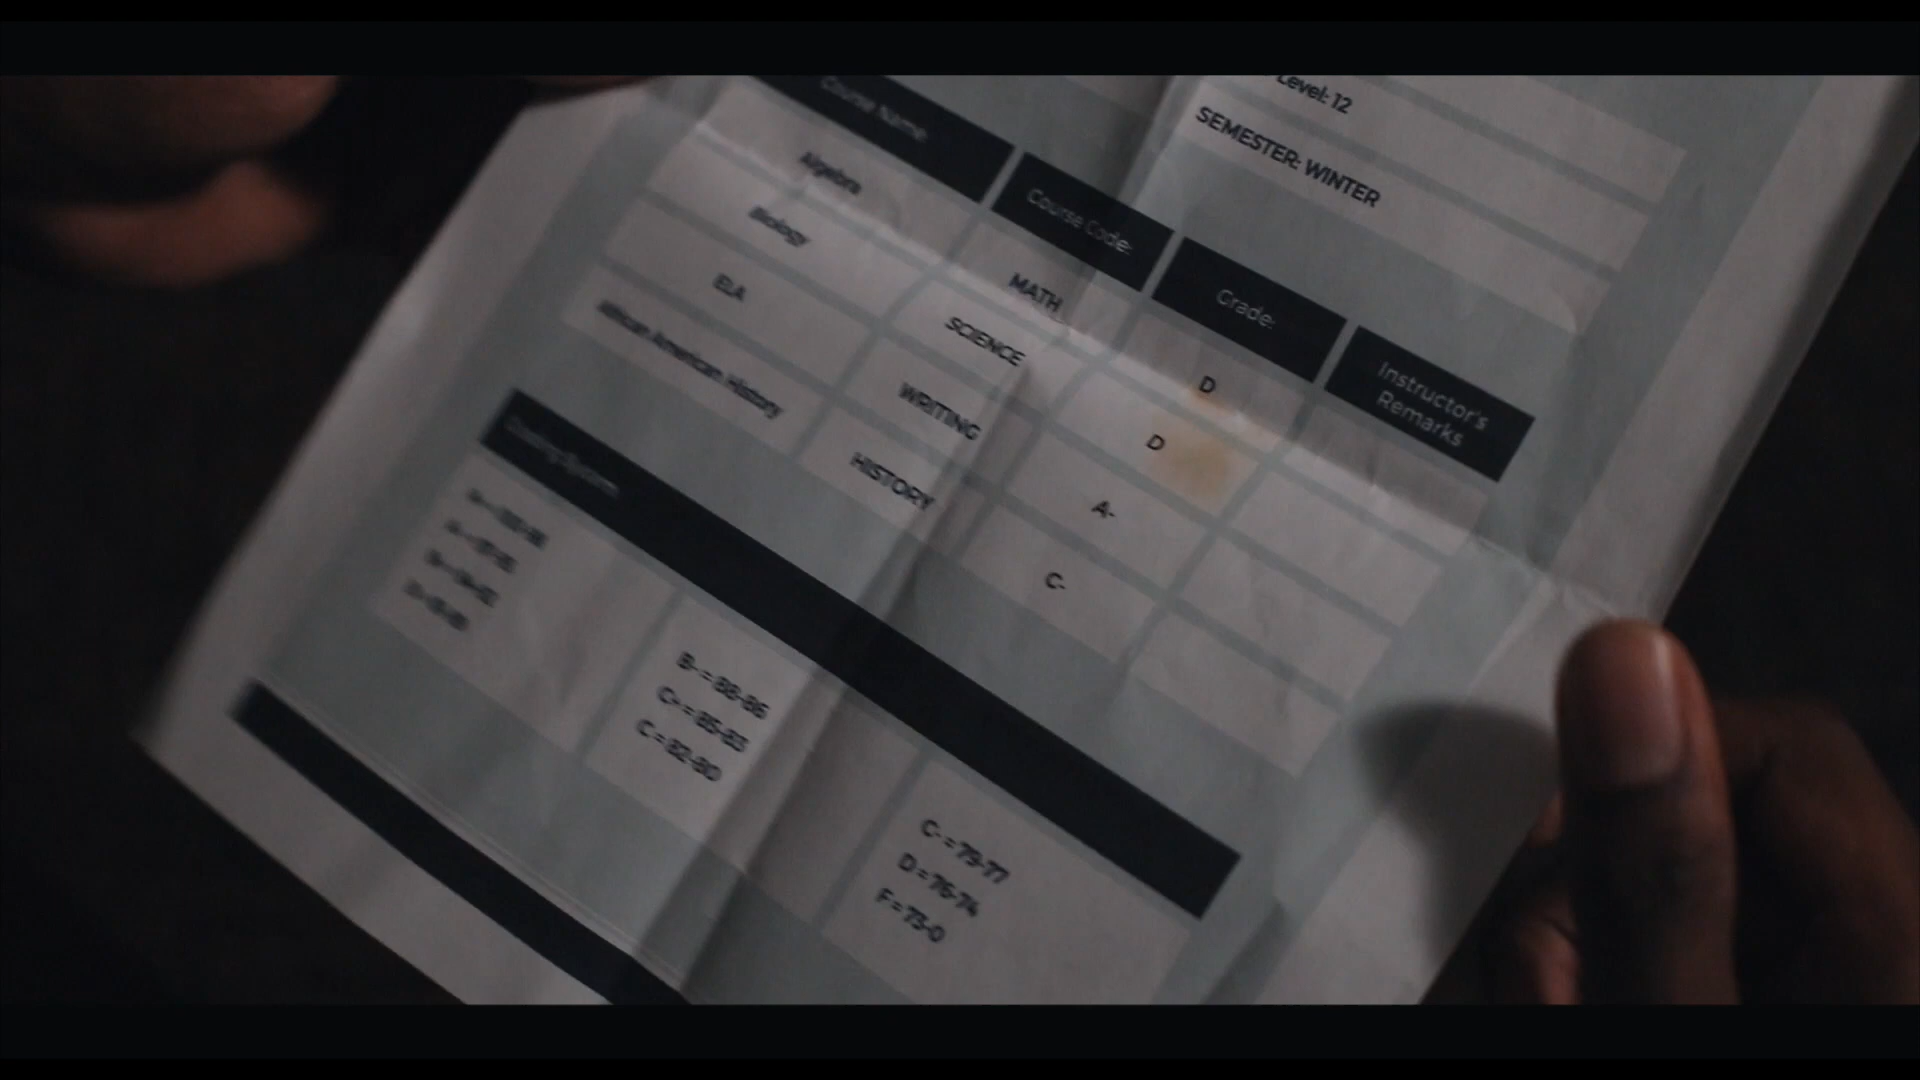 Level: 12
SEMESTER: WINTER
Course Name
Course Code:
Grade:
Instructor's
Remarks
Algebra
MATH
D
Biology
SCIENCE
D
ELA
WRITING
A-
African American History
HISTORY
C-
B- = 88-86
C+ = 85-83
C = 82-80
C- = 79-77
D = 76-74
F = 73-0